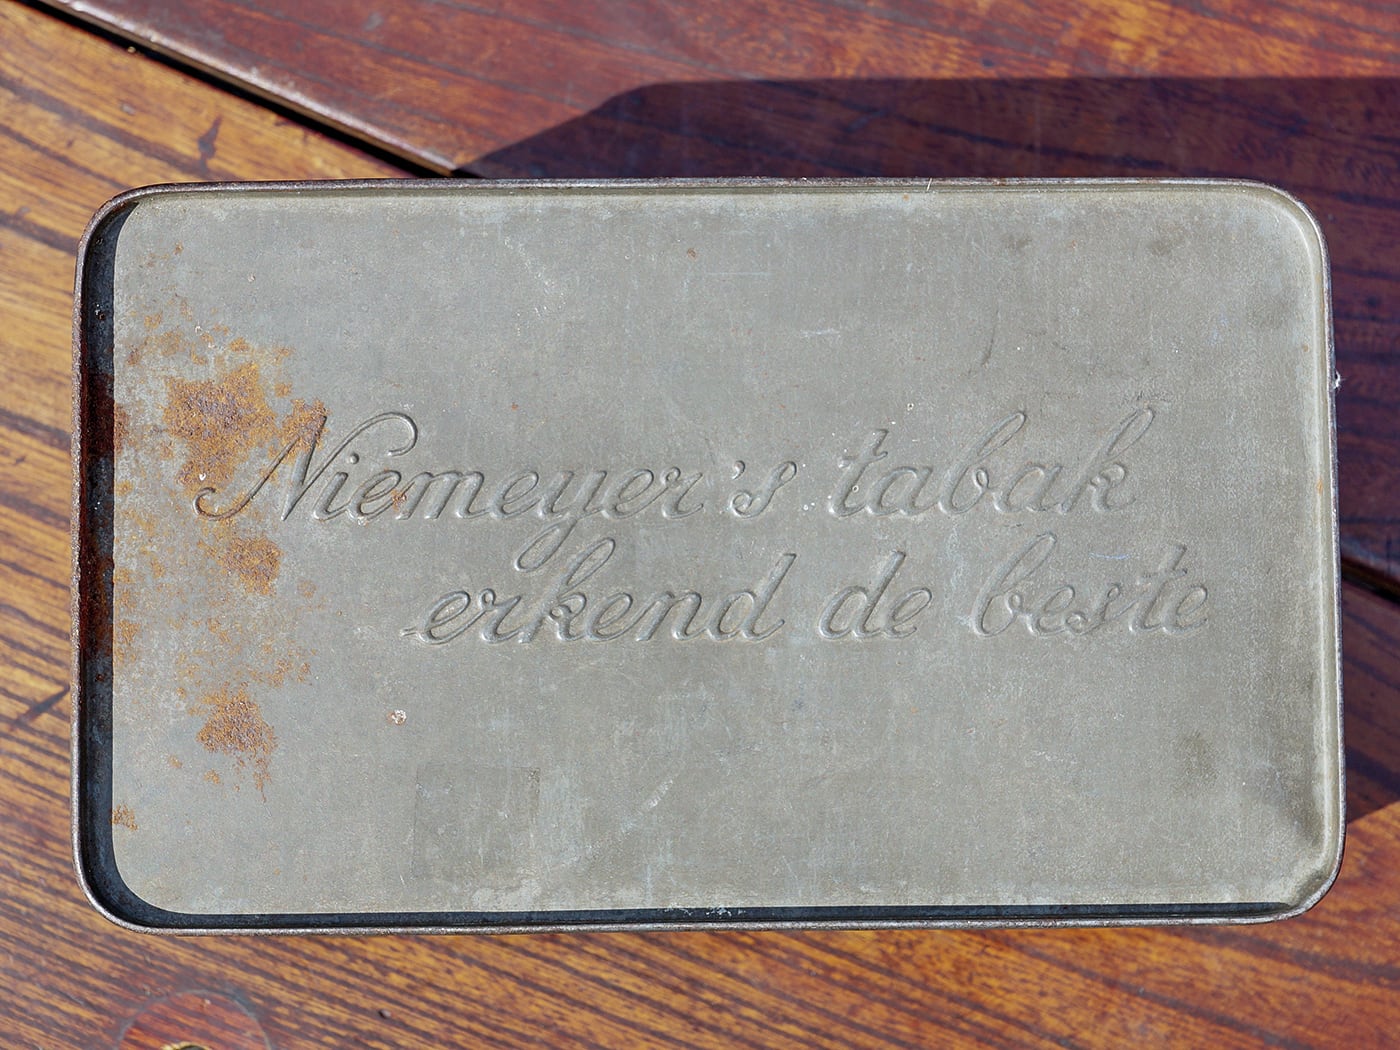 Niemeyer's tabak
erkend de beste